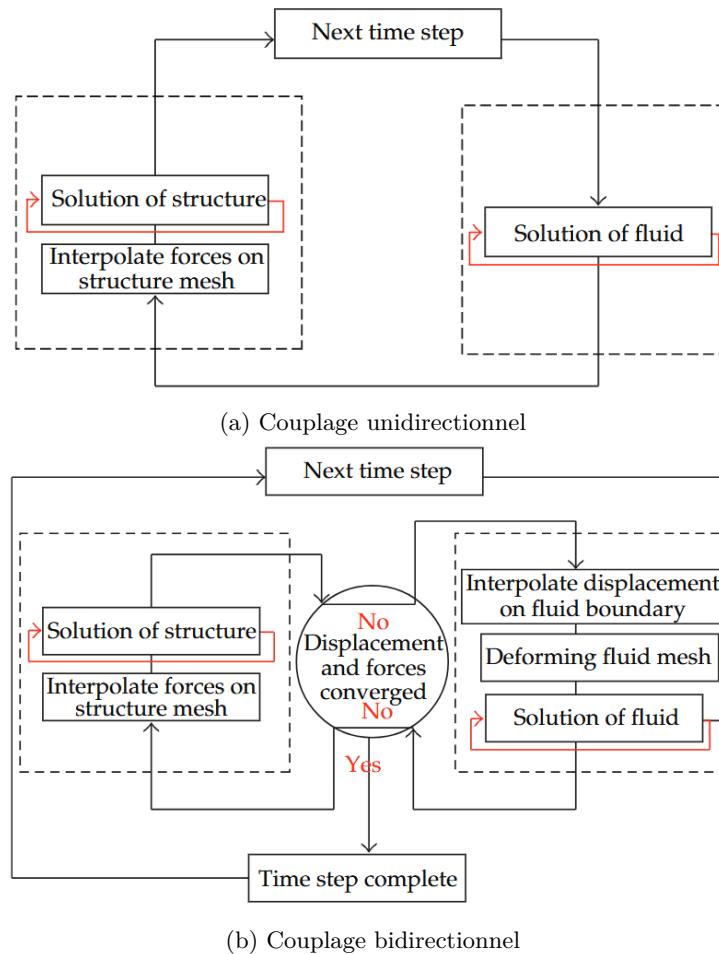 Next time step
Solution of structure
Interpolate forces on
structure mesh
Solution of fluid
(a) Couplage unidirectionnel
Next time step
Solution of structure
Interpolate forces on
structure mesh
No
Displacement
and forces
converged
No
Yes
Interpolate displacement
on fluid boundary
Deforming fluid mesh
Solution of fluid
Time step complete
(b) Couplage bidirectionnel